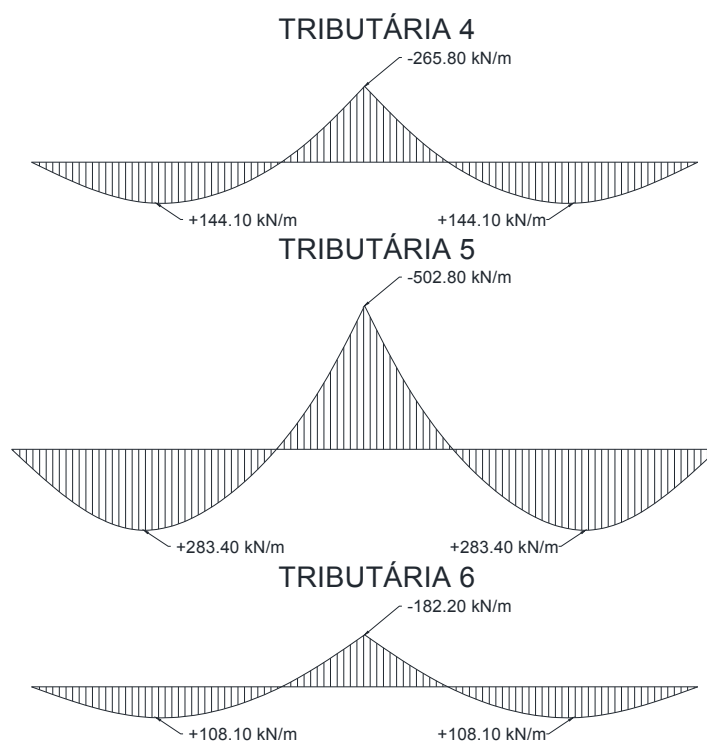 TRIBUTÁRIA 4
-265.80 kN/m
+144.10 kN/m +144.10 kN/m
TRIBUTÁRIA 5
-502.80 kN/m
+283.40 kN/m +283.40 kN/m
TRIBUTÁRIA 6
-182.20 kN/m
+108.10 kN/m +108.10 kN/m